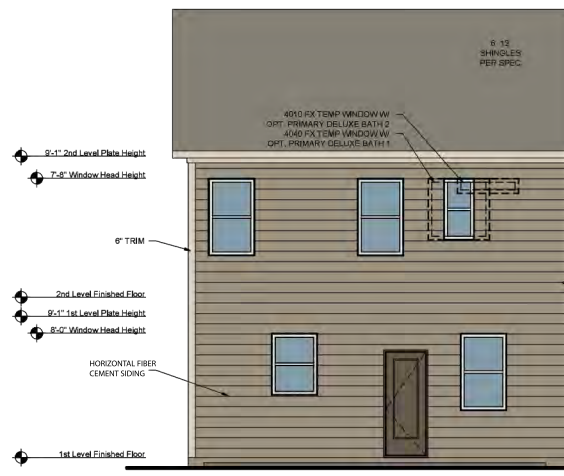 6 13
SHINGLES
PER SPEC
4010 FX TEMP WINDOW W/
OPT. PRIMARY DELUXE BATH 2
4040 FX TEMP WINDOW W/
OPT. PRIMARY DELUXE BATH 1
9'-1" 2nd Level Plate Height
7'-8" Window Head Height
6" TRIM
2nd Level Finished Floor
9'-1" 1st Level Plate Height
8'-0" Window Head Height
HORIZONTAL FIBER
CEMENT SIDING
1st Level Finished Floor